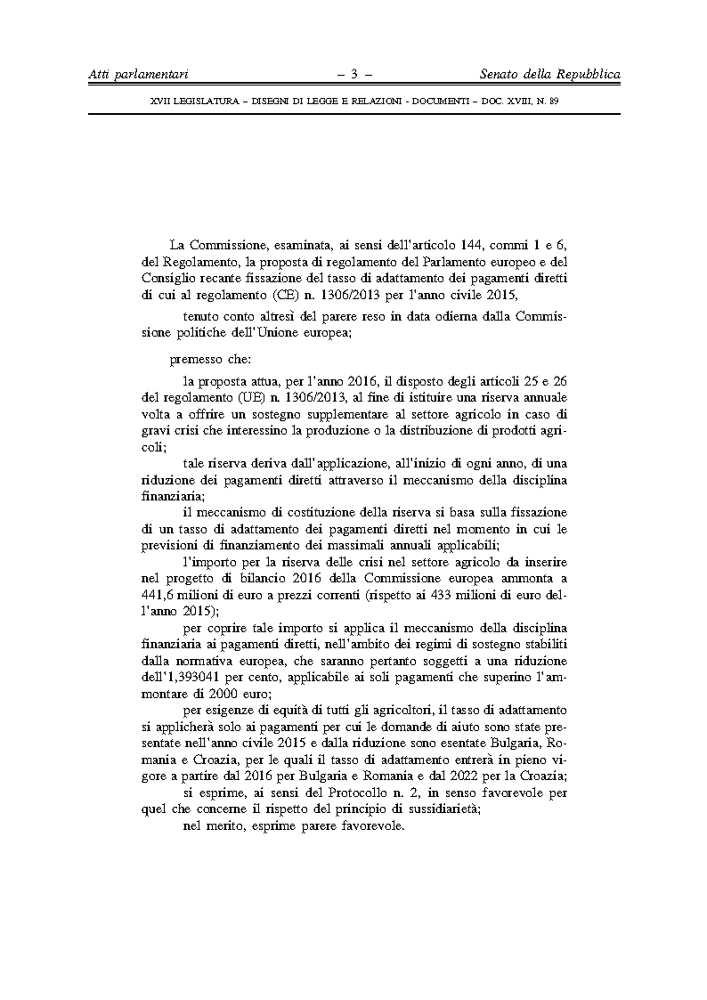 Atti parlamentari – 3 – Senato della Repubblica
XVII LEGISLATURA – DISEGNI DI LEGGE E RELAZIONI - DOCUMENTI – DOC. XVIII, N. 89
La Commissione, esaminata, ai sensi dell'articolo 144, commi 1 e 6,
del Regolamento, la proposta di regolamento del Parlamento europeo e del
Consiglio recante fissazione del tasso di adattamento dei pagamenti diretti
di cui al regolamento (CE) n. 1306/2013 per l'anno civile 2015,
tenuto conto altresì del parere reso in data odierna dalla Commis-
sione politiche dell'Unione europea;
premesso che:
la proposta attua, per l'anno 2016, il disposto degli articoli 25 e 26
del regolamento (UE) n. 1306/2013, al fine di istituire una riserva annuale
volta a offrire un sostegno supplementare al settore agricolo in caso di
gravi crisi che interessino la produzione o la distribuzione di prodotti agri-
coli;
tale riserva deriva dall'applicazione, all'inizio di ogni anno, di una
riduzione dei pagamenti diretti attraverso il meccanismo della disciplina
finanziaria;
il meccanismo di costituzione della riserva si basa sulla fissazione
di un tasso di adattamento dei pagamenti diretti nel momento in cui le
previsioni di finanziamento dei massimali annuali applicabili;
l'importo per la riserva delle crisi nel settore agricolo da inserire
nel progetto di bilancio 2016 della Commissione europea ammonta a
441,6 milioni di euro a prezzi correnti (rispetto ai 433 milioni di euro del-
l'anno 2015);
per coprire tale importo si applica il meccanismo della disciplina
finanziaria ai pagamenti diretti, nell'ambito dei regimi di sostegno stabiliti
dalla normativa europea, che saranno pertanto soggetti a una riduzione
dell'1,393041 per cento, applicabile ai soli pagamenti che superino l'am-
montare di 2000 euro;
per esigenze di equità di tutti gli agricoltori, il tasso di adattamento
si applicherà solo ai pagamenti per cui le domande di aiuto sono state pre-
sentate nell'anno civile 2015 e dalla riduzione sono esentate Bulgaria, Ro-
mania e Croazia, per le quali il tasso di adattamento entrerà in pieno vi-
gore a partire dal 2016 per Bulgaria e Romania e dal 2022 per la Croazia;
si esprime, ai sensi del Protocollo n. 2, in senso favorevole per
quel che concerne il rispetto del principio di sussidiarietà;
nel merito, esprime parere favorevole.